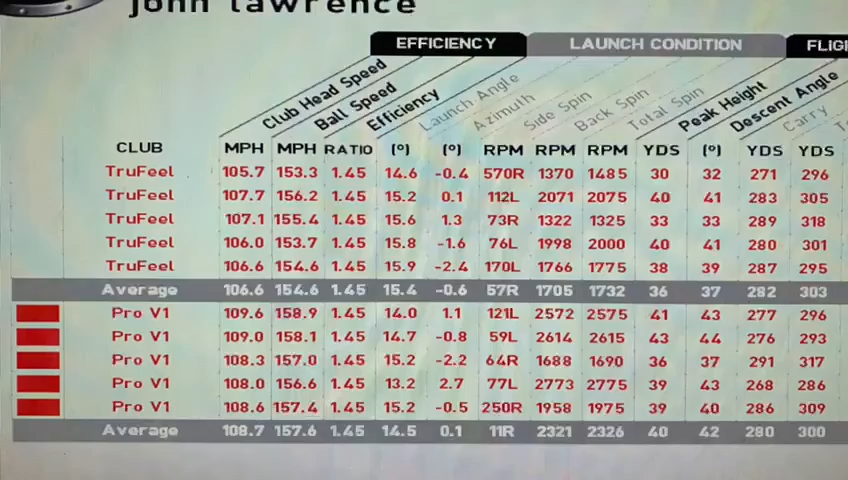 john lawrence
EFFICIENCY LAUNCH CONDITION FLIG
Club Head Speed Ball Speed Efficiency Launch Angle Azimuth Side Spin Back Spin Total Spin Peak Height Descent Angle Carry
CLUB MPH MPH RATIO (°) (°) RPM RPM RPM YDS (°) YDS YDS
TruFeel 105.7 153.3 1.45 14.6 -0.4 570R 1370 1485 30 32 271 296
TruFeel 107.7 156.2 1.45 15.2 0.1 112L 2071 2075 40 41 283 305
TruFeel 107.1 155.4 1.45 15.6 1.3 73R 1322 1325 33 33 289 318
TruFeel 106.0 153.7 1.45 15.8 -1.6 76L 1998 2000 40 41 280 301
TruFeel 106.6 154.6 1.45 15.9 -2.4 170L 1766 1775 38 39 287 295
Average 106.6 154.6 1.45 15.4 -0.6 57R 1705 1732 36 37 282 303
Pro V1 109.6 158.9 1.45 14.0 1.1 121L 2572 2575 41 43 277 296
Pro V1 109.0 158.1 1.45 14.7 -0.8 59L 2614 2615 43 44 276 293
Pro V1 108.3 157.0 1.45 15.2 -2.2 64R 1688 1690 36 37 291 317
Pro V1 108.0 156.6 1.45 13.2 2.7 77L 2773 2775 39 43 268 286
Pro V1 108.6 157.4 1.45 15.2 -0.5 250R 1958 1975 39 40 286 309
Average 108.7 157.6 1.45 14.5 0.1 11R 2321 2326 40 42 280 300